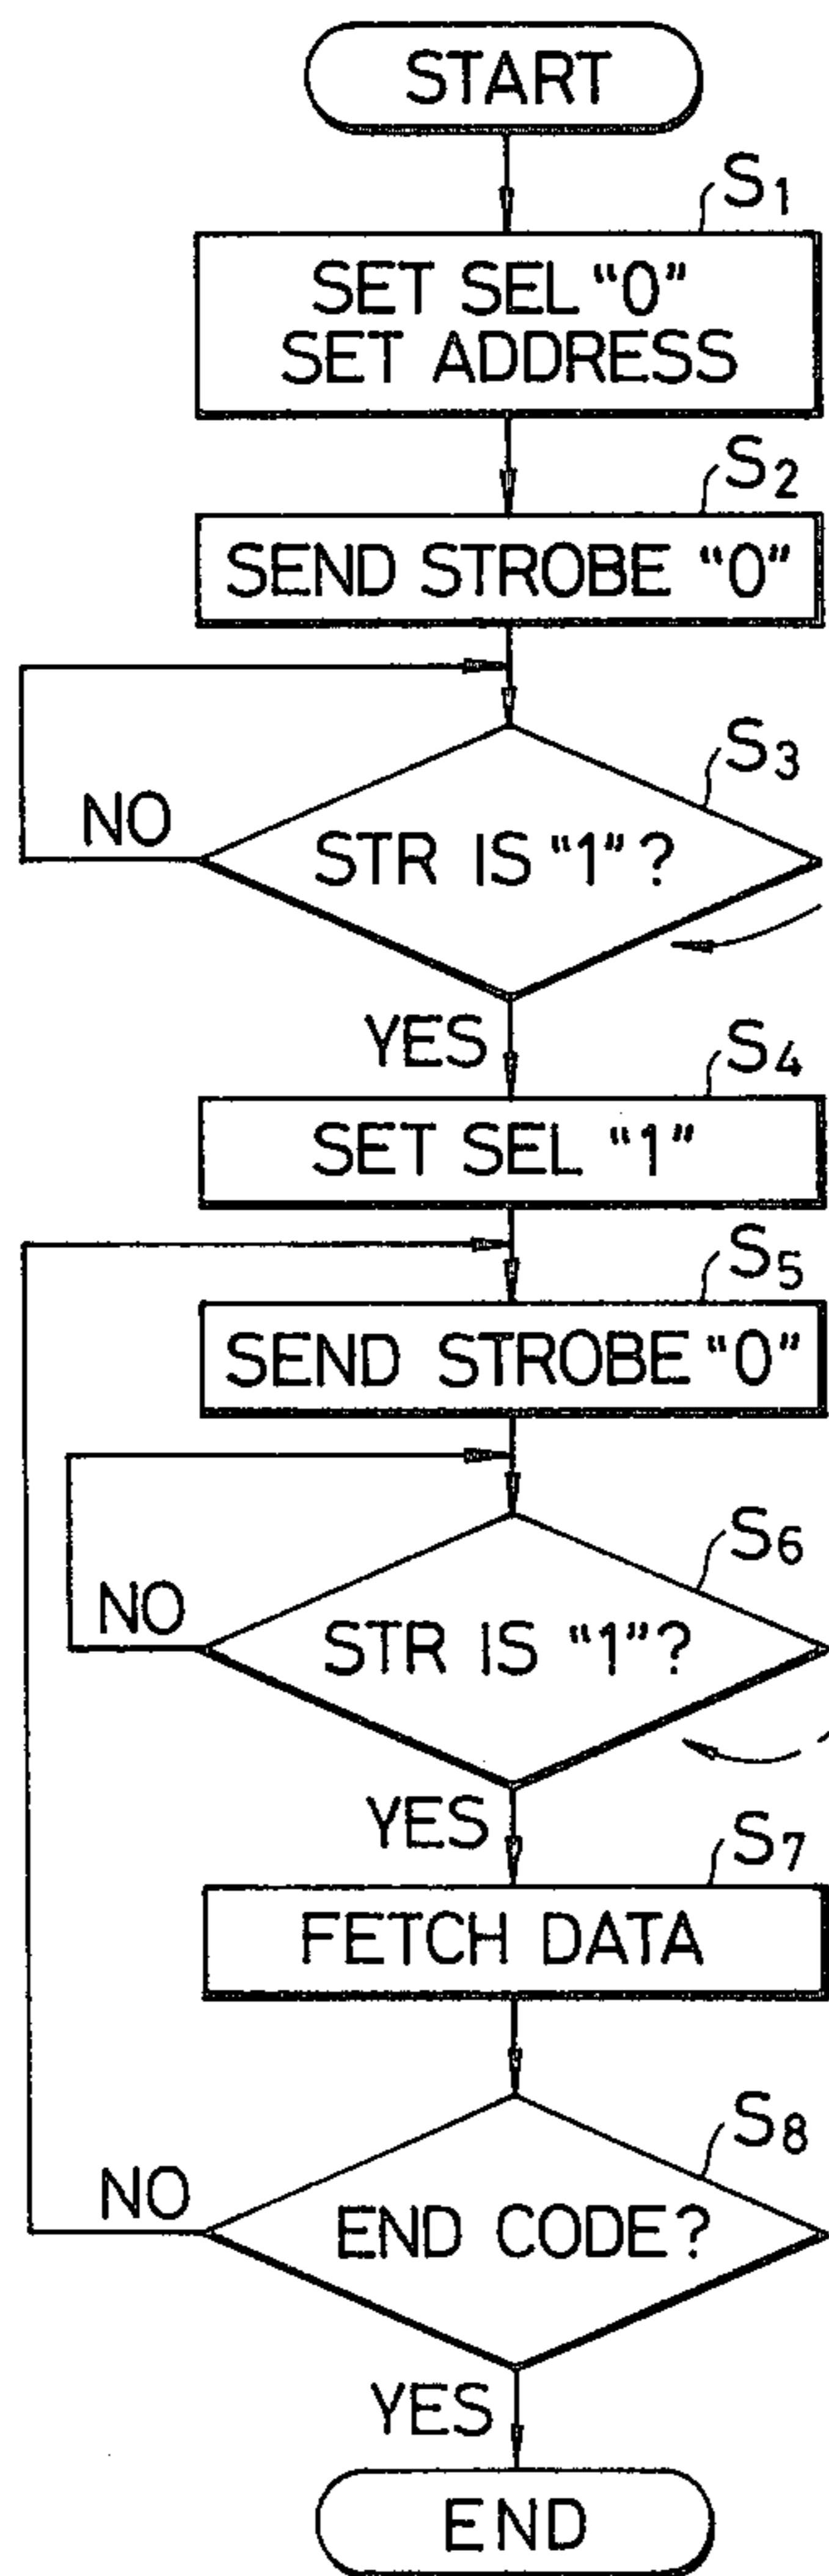 START
S1
SET SEL “0”
SET ADDRESS
S2
SEND STROBE “0”
S3
NO
STR IS “1”?
YES
S4
SET SEL “1”
S5
SEND STROBE “0”
S6
NO
STR IS “1”?
YES
S7
FETCH DATA
S8
NO
END CODE?
YES
END